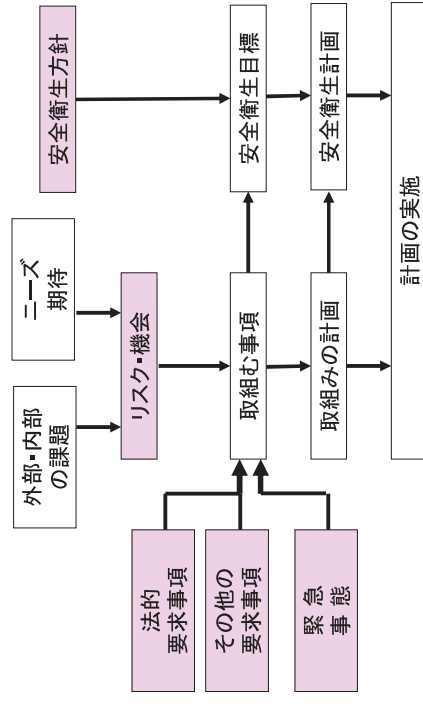 外部・内部
の課題
ニーズ
期待
安全衛生方針
リスク・機会
法的
要求事項
その他の
要求事項
緊急
事態
取組む事項
安全衛生目標
取組みの計画
安全衛生計画
計画の実施